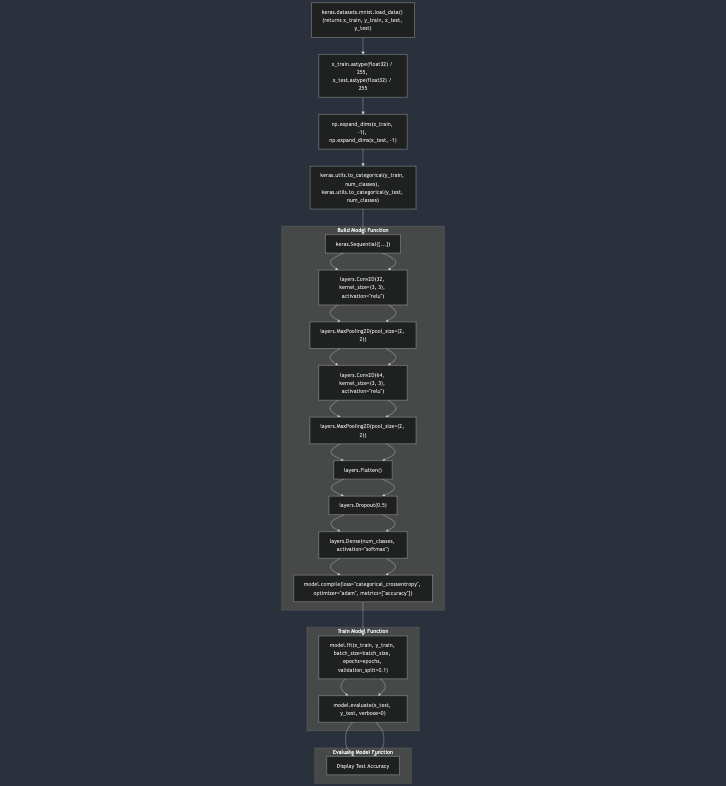 keras.datasets.mnist.load_data()
(returns x_train, y_train, x_test,
y_test)
x_train.astype(float32) /
255,
x_test.astype(float32) /
255
np.expand_dims(x_train,
-1),
np.expand_dims(x_test, -1)
keras.utils.to_categorical(y_train,
num_classes),
keras.utils.to_categorical(y_test,
num_classes)
Build Model Function
keras.Sequential([...])
layers.Conv2D(32,
kernel_size=(3, 3),
activation="relu")
layers.MaxPooling2D(pool_size=(2,
2))
layers.Conv2D(64,
kernel_size=(3, 3),
activation="relu")
layers.MaxPooling2D(pool_size=(2,
2))
layers.Flatten()
layers.Dropout(0.5)
layers.Dense(num_classes,
activation="softmax")
model.compile(loss="categorical_crossentropy",
optimizer="adam", metrics=["accuracy"])
Train Model Function
model.fit(x_train, y_train,
batch_size=batch_size,
epochs=epochs,
validation_split=0.1)
model.evaluate(x_test,
y_test, verbose=0)
Evaluate Model Function
Display Test Accuracy